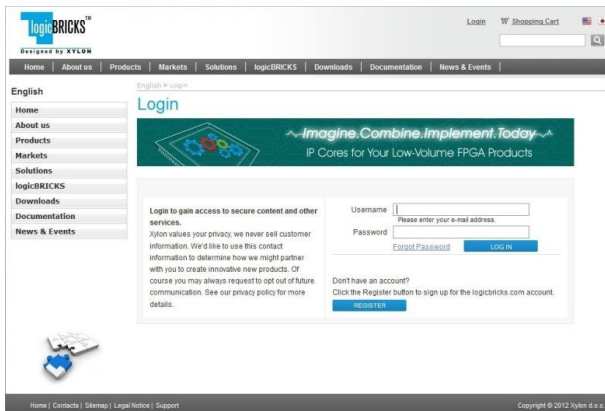 logicBRICKS™
Designed by XYLON
Login Shopping Cart
Home About us Products Markets Solutions logicBRICKS Downloads Documentation News & Events
English
Home
About us
Products
Markets
Solutions
logicBRICKS
Downloads
Documentation
News & Events
English > Login
Login
Imagine.Combine.Implement.Today
IP Cores for Your Low-Volume FPGA Products
Login to gain access to secure content and other
services.
Xylon values your privacy, we never sell customer
information. We'd like to use this contact
information to determine how we might partner
with you to create innovative new products. Of
course you may always request to opt out of future
communication. See our privacy policy for more
details.
Username
Please enter your e-mail address.
Password
Forgot Password LOG IN
Don't have an account?
Click the Register button to sign up for the logicbricks.com account.
REGISTER
Home | Contacts | Sitemap | Legal Notice | Support
Copyright © 2012 Xylon d.o.o.